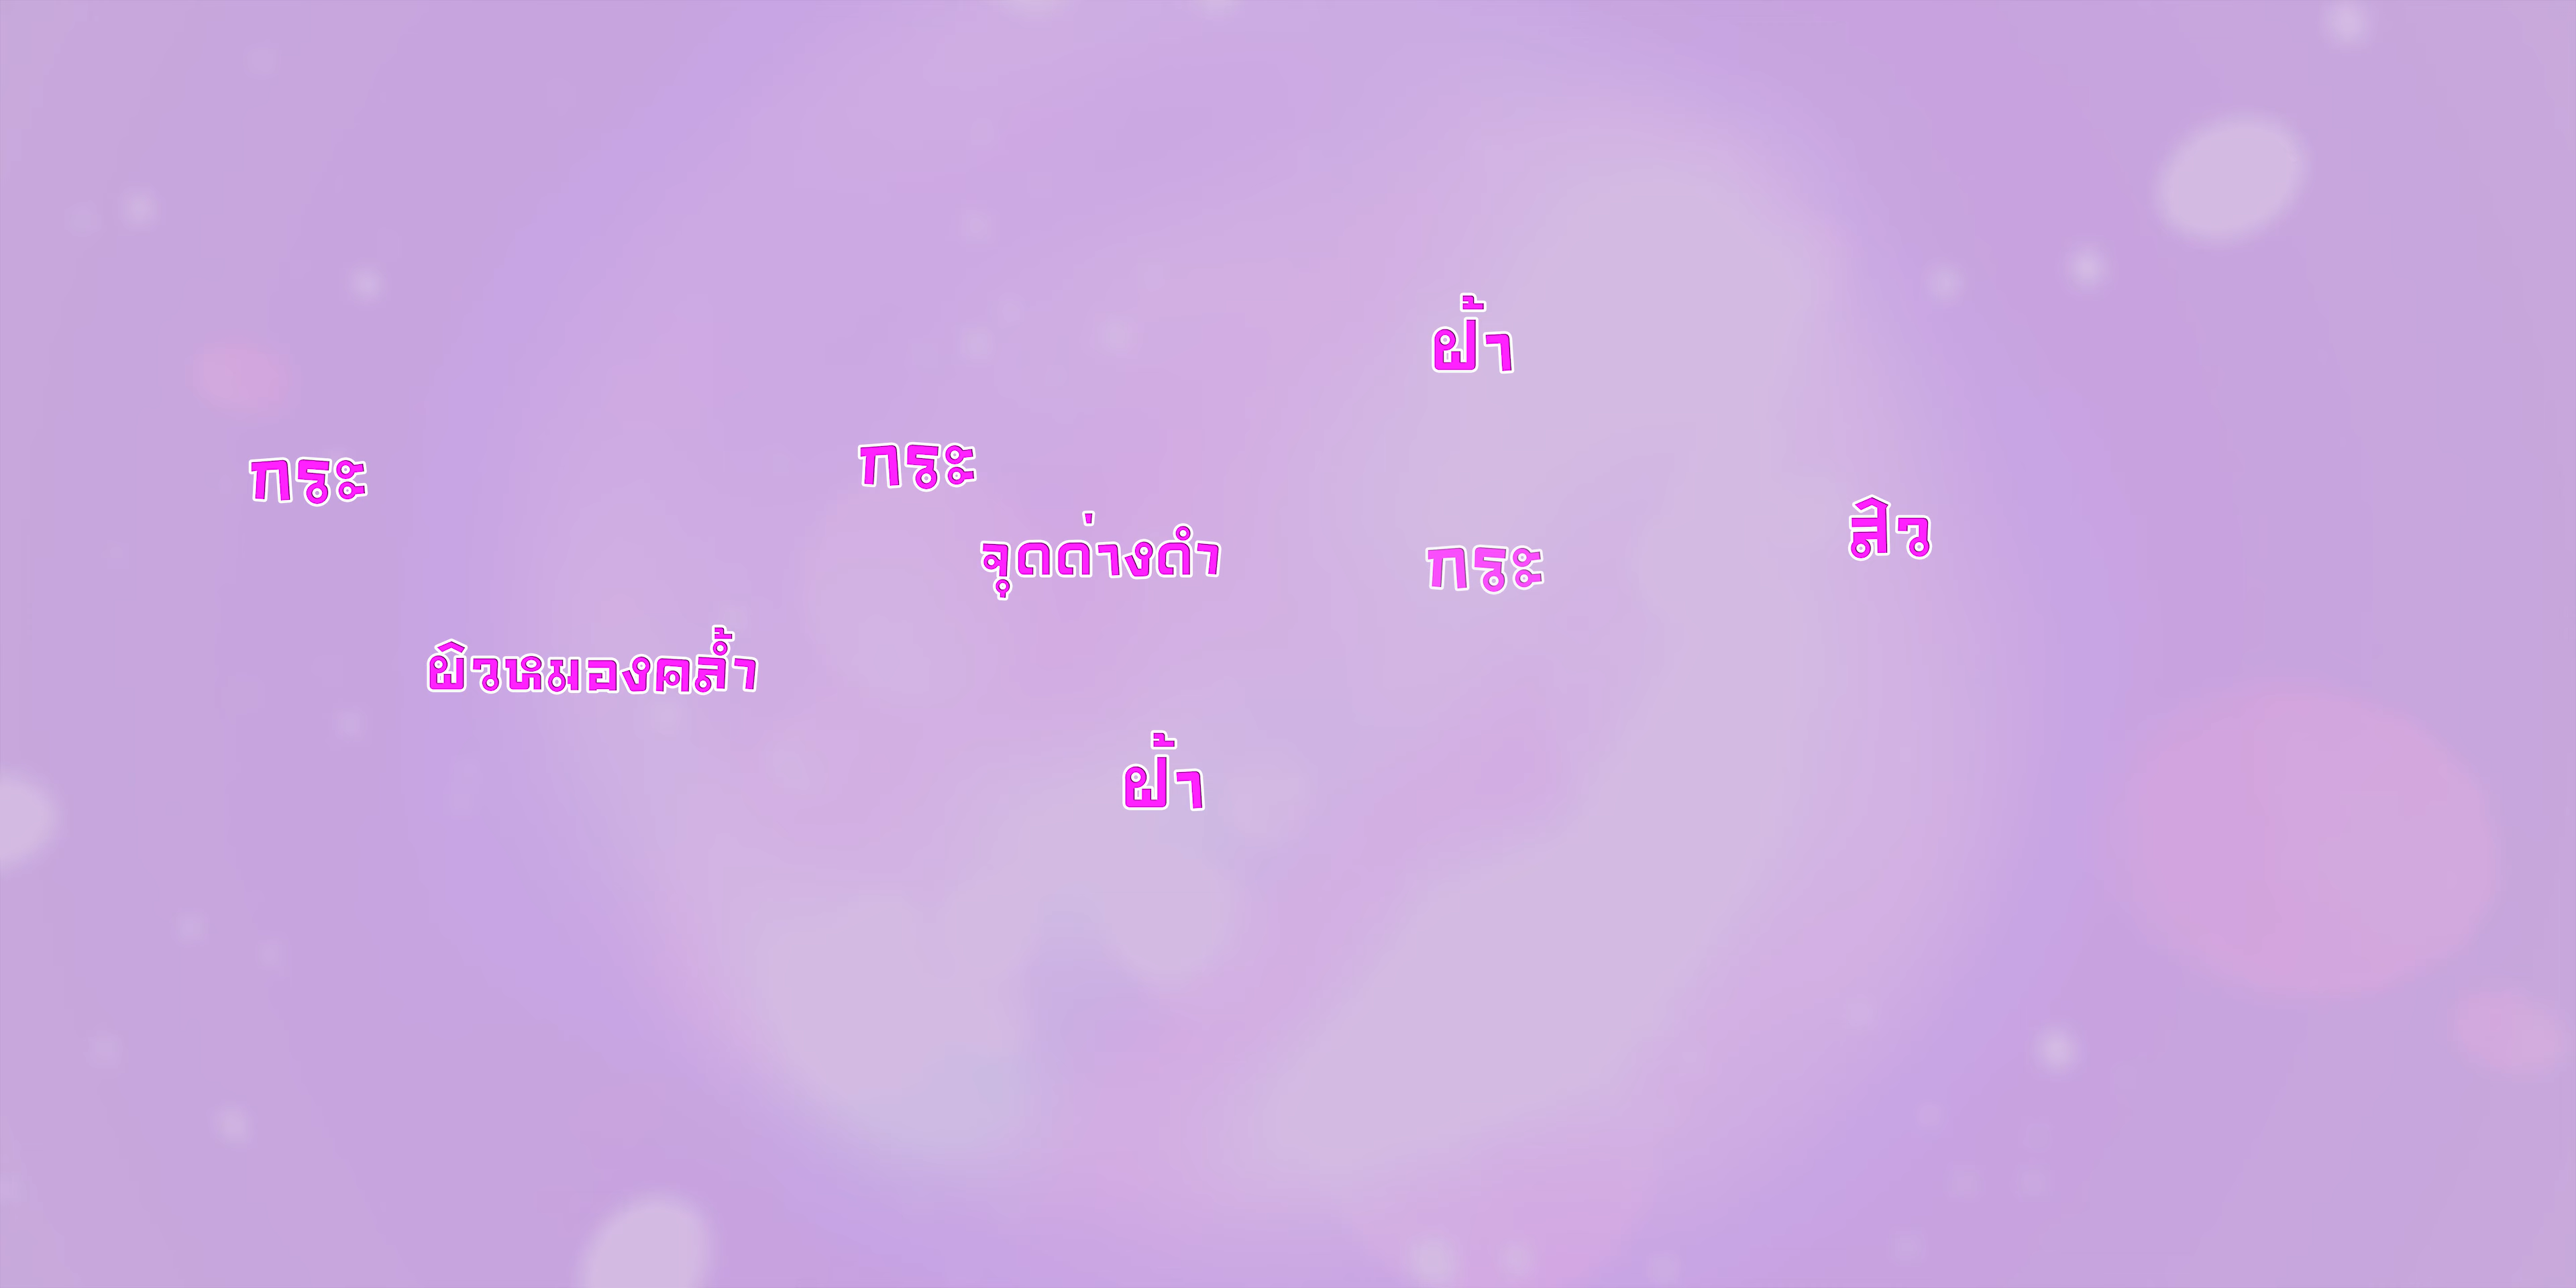 ฝ้า
กระ
กระ
สิว
จุดด่างดำ
กระ
ผิวหมองคล้ำ
ฝ้า